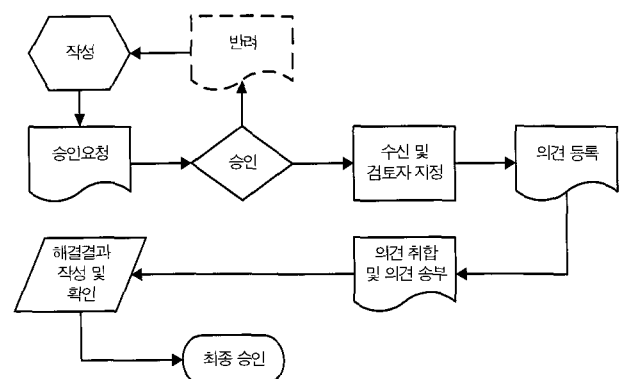 작성
반려
승인요청
승인
수신 및
검토자 지정
의견 등록
해결결과
작성 및
확인
의견 취합
및 의견 송부
최종 승인